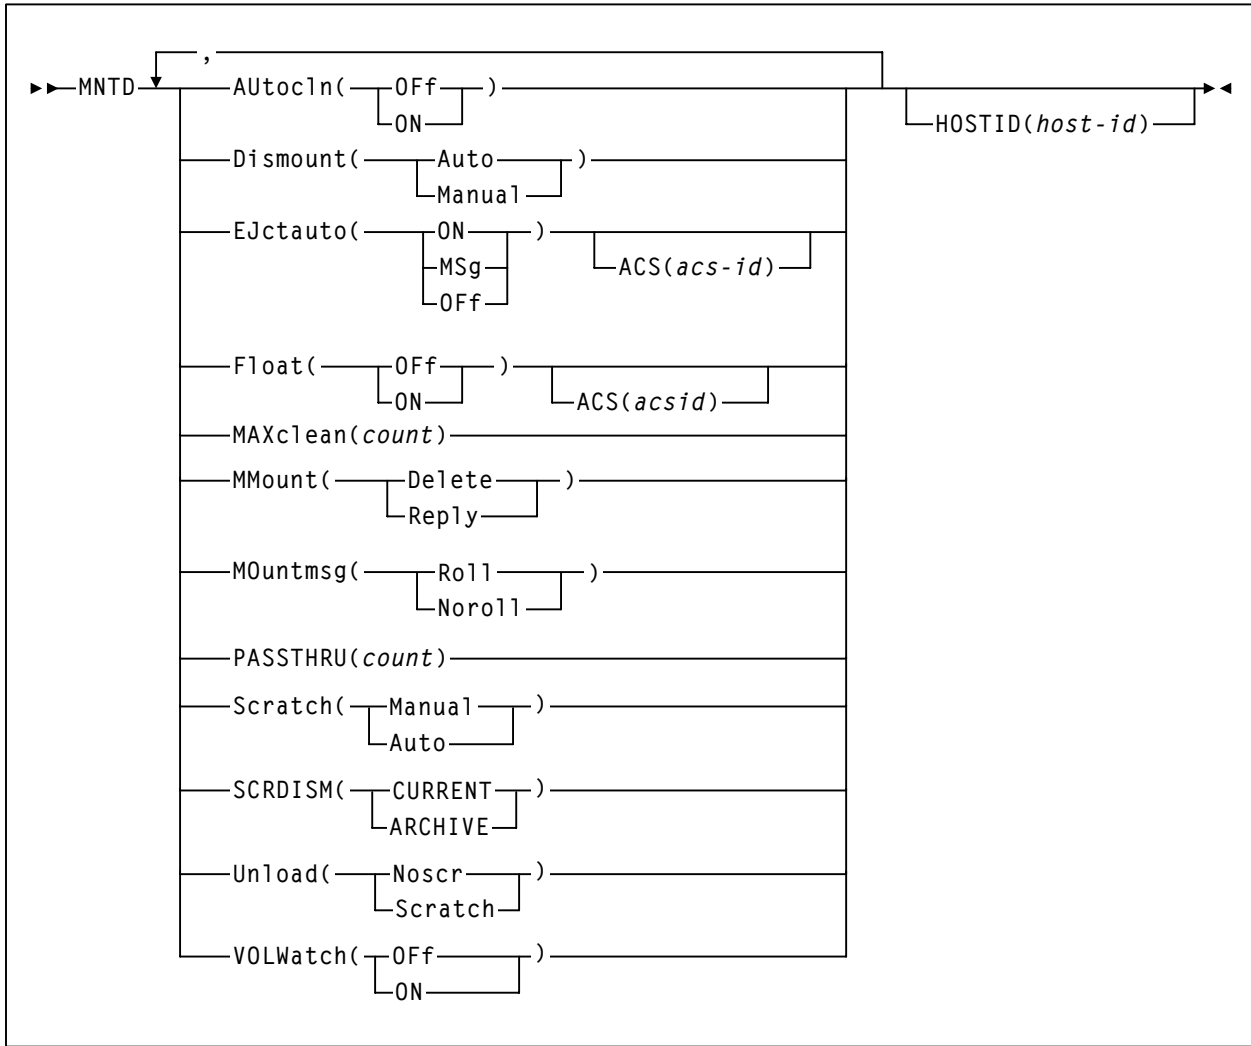 ,
MNTD AUtocln( OFf )
ON HOSTID(host-id)
Dismount( Auto )
Manual
EJctauto( ON )
MSg ACS(acs-id)
OFf
Float( OFf )
ON ACS(acsid)
MAXclean(count)
MMount( Delete )
Reply
MOuntmsg( Roll )
Noroll
PASSTHRU(count)
Scratch( Manual )
Auto
SCRDISM( CURRENT )
ARCHIVE
Unload( Noscr )
Scratch
VOLWatch( OFf )
ON